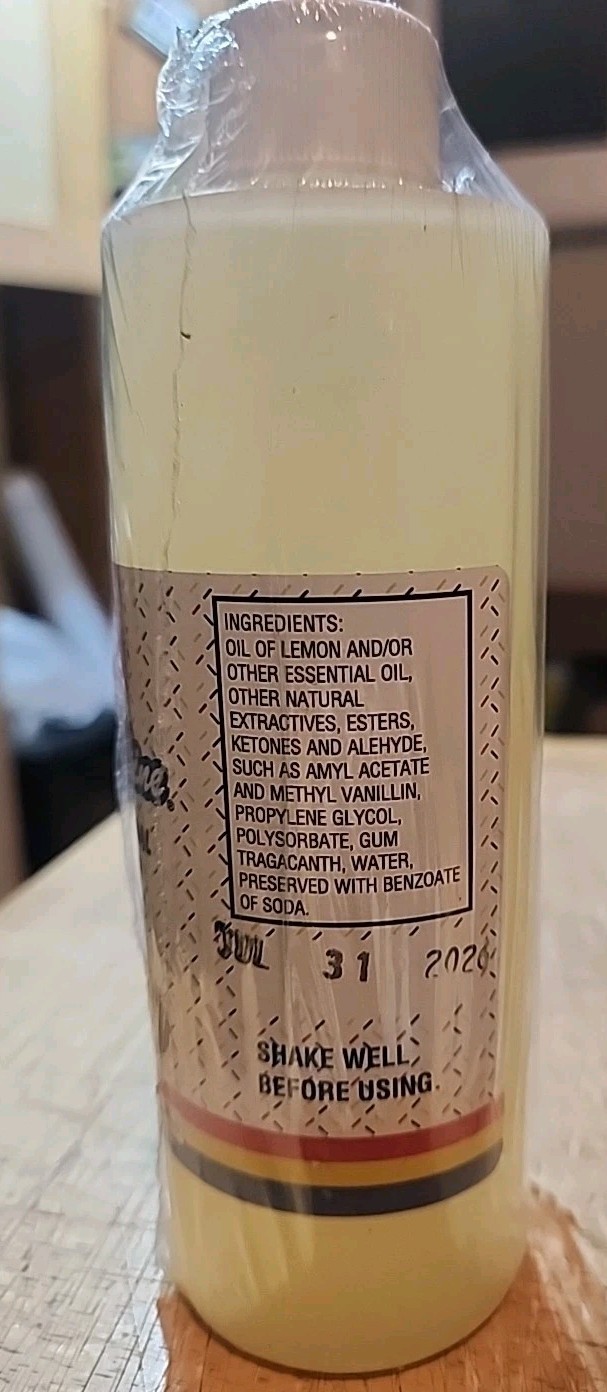 INGREDIENTS:
OIL OF LEMON AND/OR
OTHER ESSENTIAL OIL,
OTHER NATURAL
EXTRACTIVES, ESTERS,
KETONES AND ALEHYDE,
SUCH AS AMYL ACETATE
AND METHYL VANILLIN,
PROPYLENE GLYCOL,
POLYSORBATE, GUM
TRAGACANTH, WATER,
PRESERVED WITH BENZOATE
OF SODA.
JUL 31
SHAKE WELL
BEFORE USING.